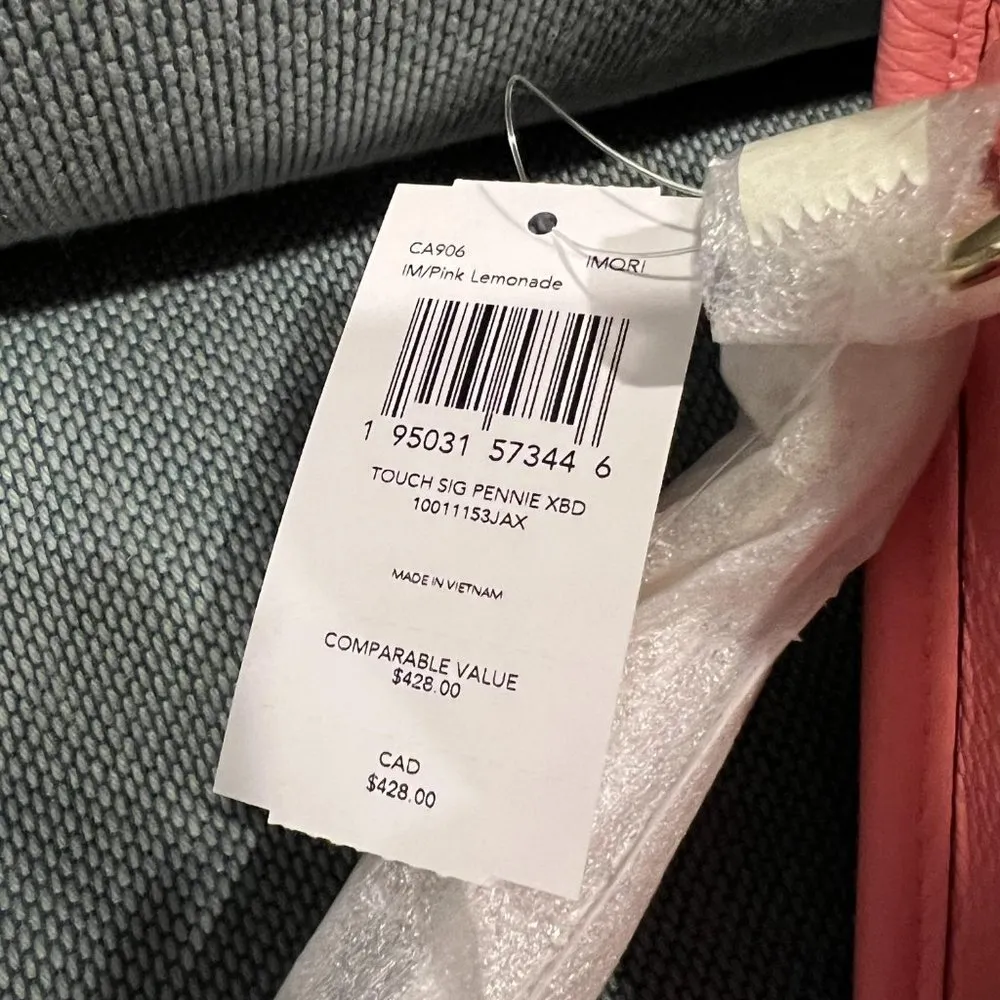 CA906
IM/Pink Lemonade
IMQRI
1 95031 57344 6
TOUCH SIG PENNIE XBD
10011153JAX
MADE IN VIETNAM
COMPARABLE VALUE
$428.00
CAD
$428.00